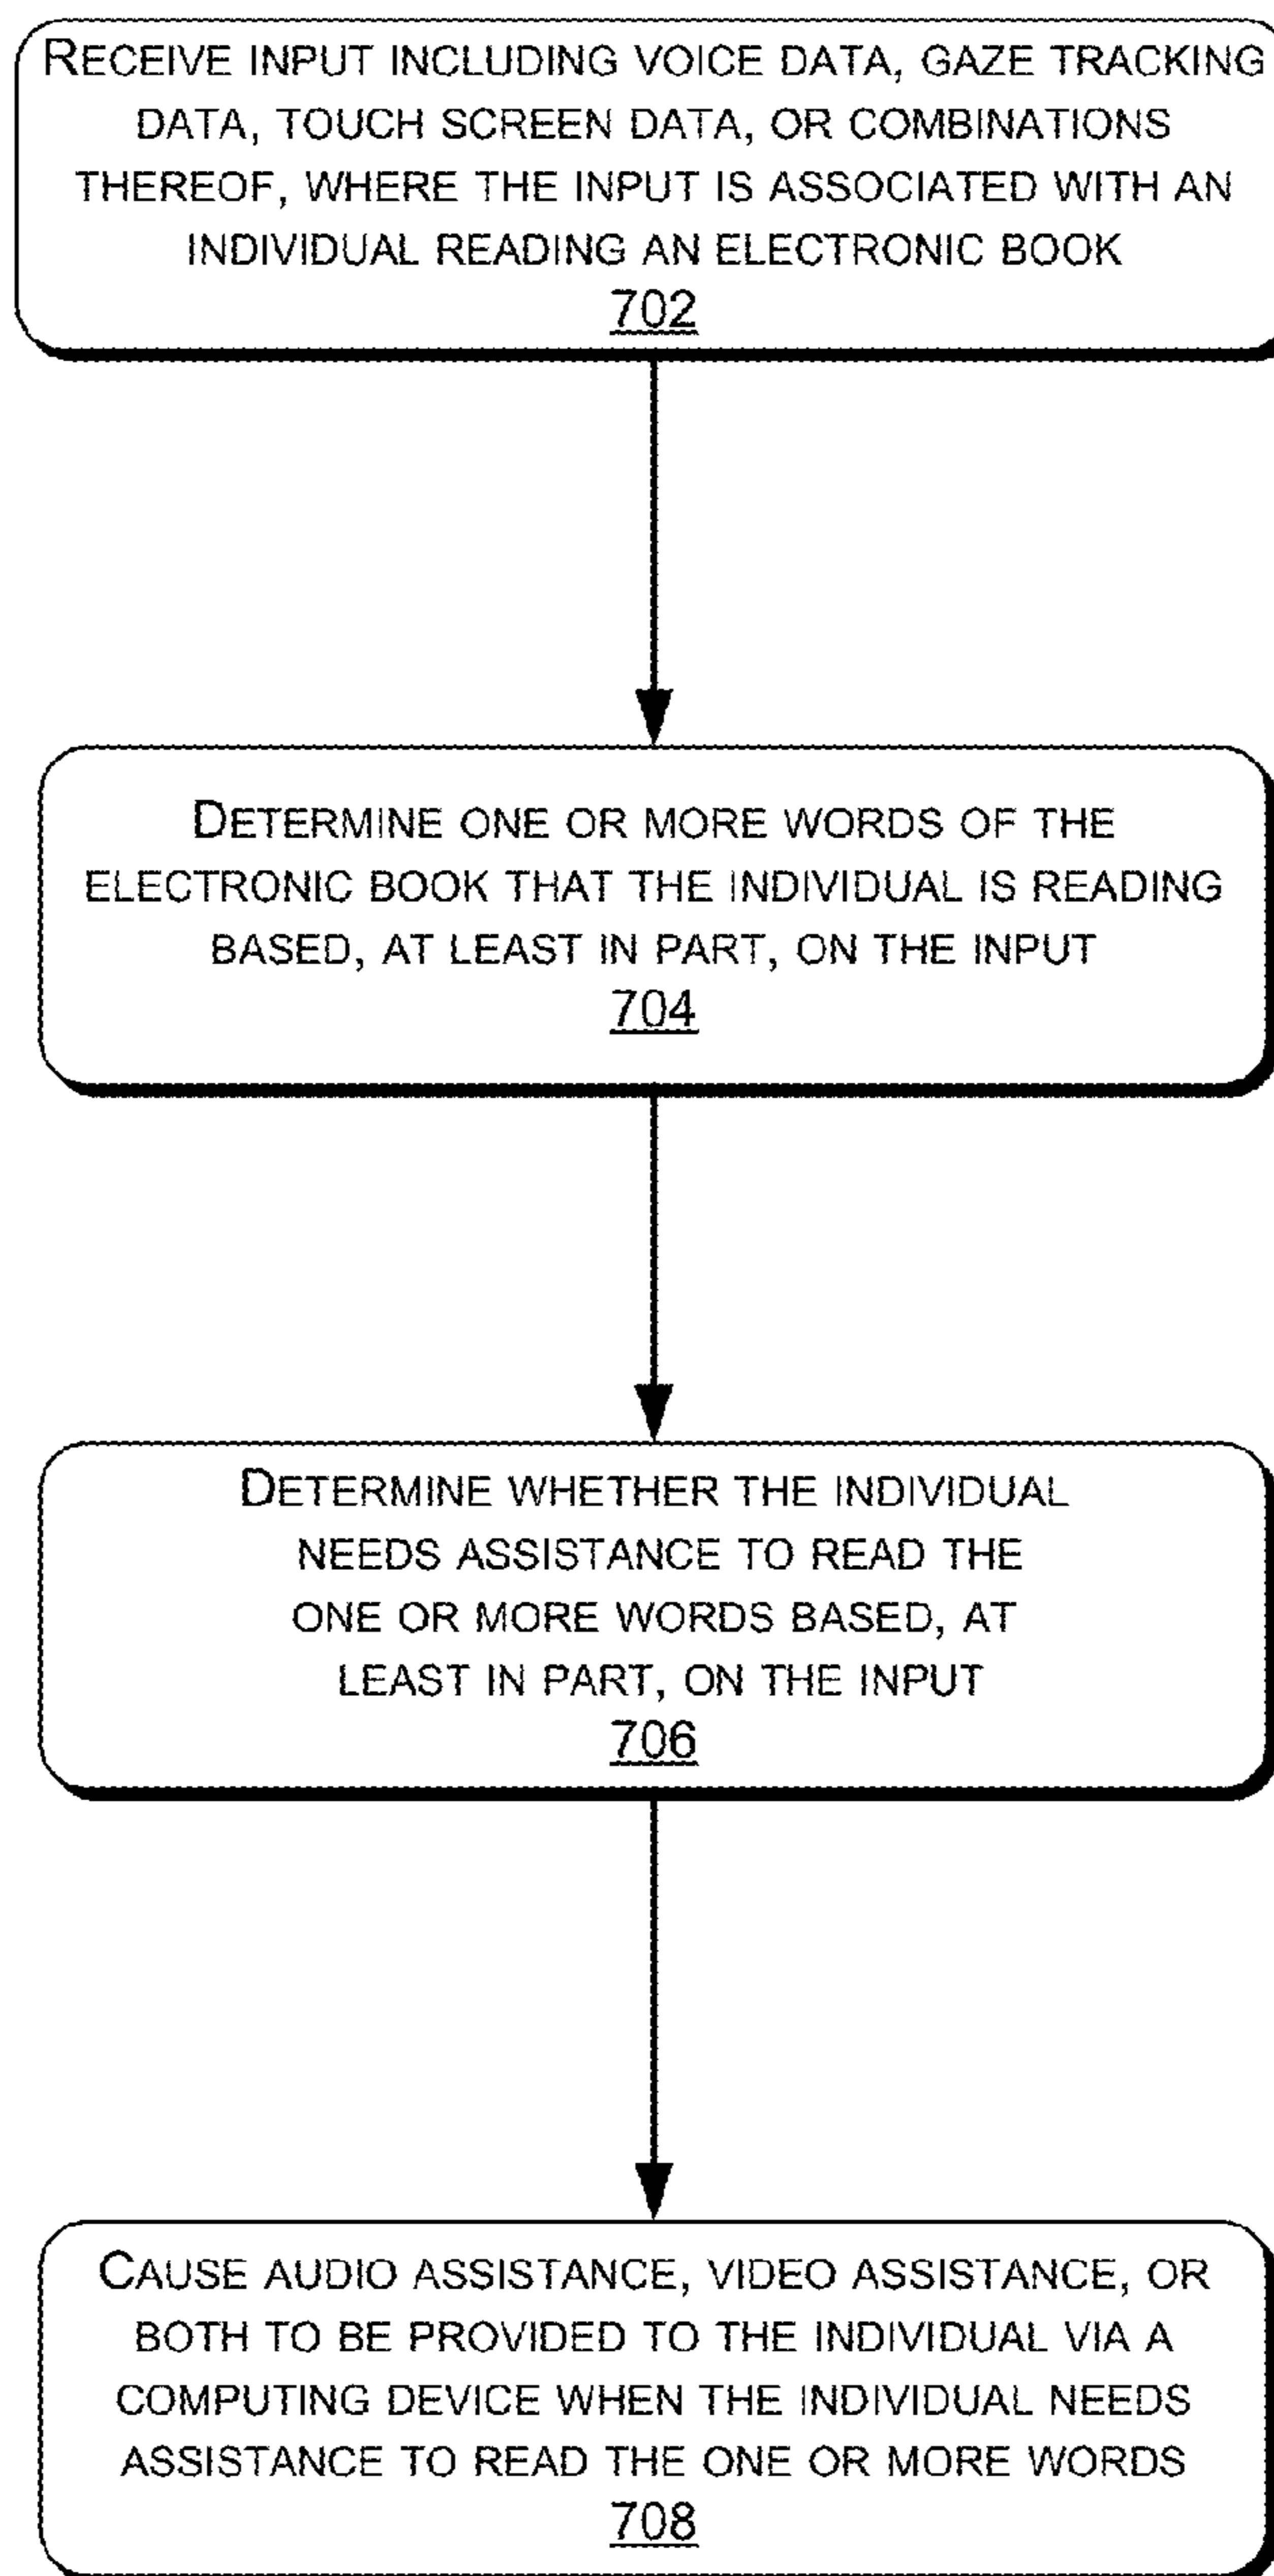 RECEIVE INPUT INCLUDING VOICE DATA, GAZE TRACKING
DATA, TOUCH SCREEN DATA, OR COMBINATIONS
THEREOF, WHERE THE INPUT IS ASSOCIATED WITH AN
INDIVIDUAL READING AN ELECTRONIC BOOK
702
DETERMINE ONE OR MORE WORDS OF THE
ELECTRONIC BOOK THAT THE INDIVIDUAL IS READING
BASED, AT LEAST IN PART, ON THE INPUT
704
DETERMINE WHETHER THE INDIVIDUAL
NEEDS ASSISTANCE TO READ THE
ONE OR MORE WORDS BASED, AT
LEAST IN PART, ON THE INPUT
706
CAUSE AUDIO ASSISTANCE, VIDEO ASSISTANCE, OR
BOTH TO BE PROVIDED TO THE INDIVIDUAL VIA A
COMPUTING DEVICE WHEN THE INDIVIDUAL NEEDS
ASSISTANCE TO READ THE ONE OR MORE WORDS
708